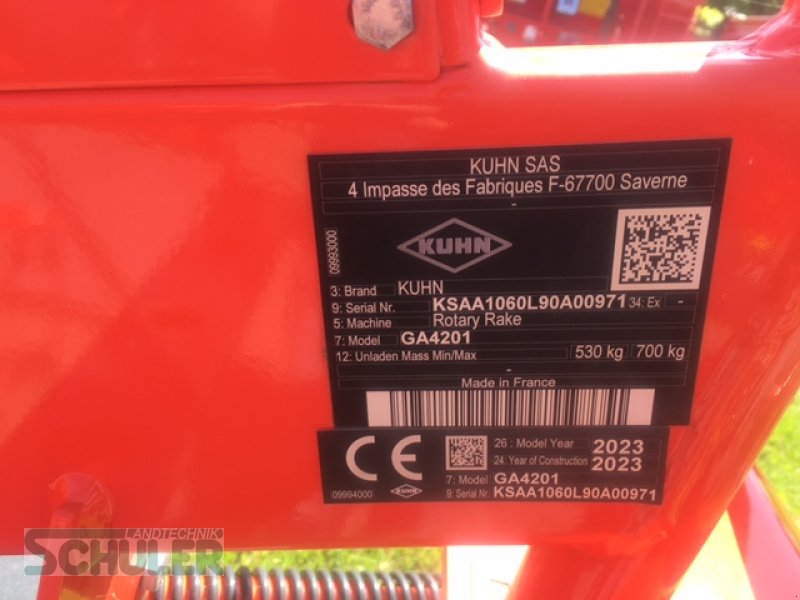 KUHN SAS
4 Impasse des Fabriques F-67700 Saverne
-
09993000
KUHN
3: Brand KUHN
9: Serial Nr. KSAA1060L90A00971 34: Ex -
5: Machine Rotary Rake
7: Model GA4201
12: Unladen Mass Min/Max 530 kg 700 kg
-
Made in France
CE 26 : Model Year 2023
24: Year of Construction 2023
7: Model GA4201
09994000 KUHN 9: Serial Nr KSAA1060L90A00971
LANDTECHNIK
SCHULER